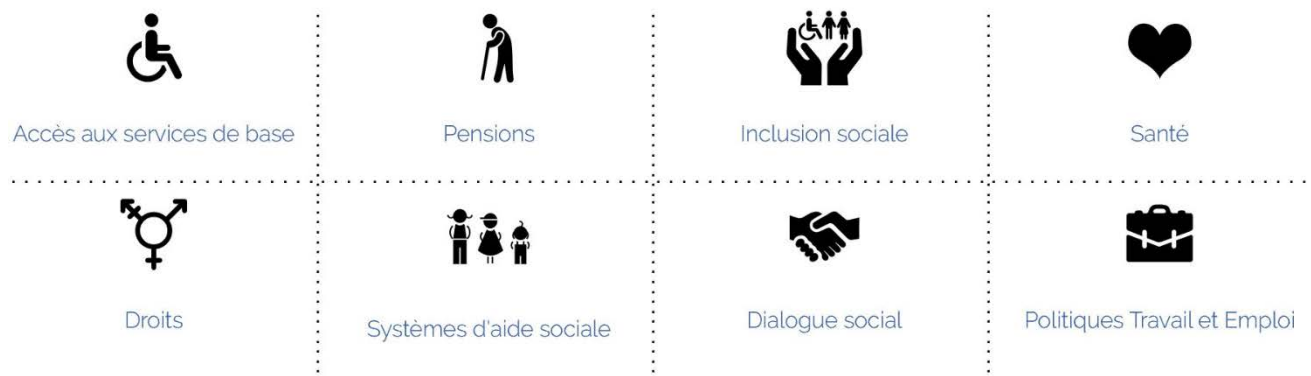 Accès aux services de base
Pensions
Inclusion sociale
Santé
Droits
Systèmes d'aide sociale
Dialogue social
Politiques Travail et Emploi